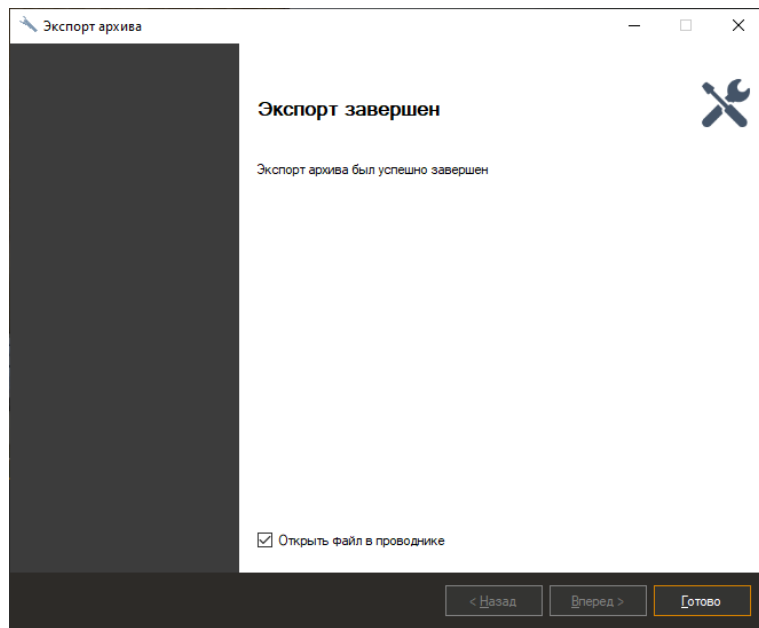 Экспорт архива
Экспорт завершен
Экспорт архива был успешно завершен
Открыть файл в проводнике
< Назад
Вперед >
Готово